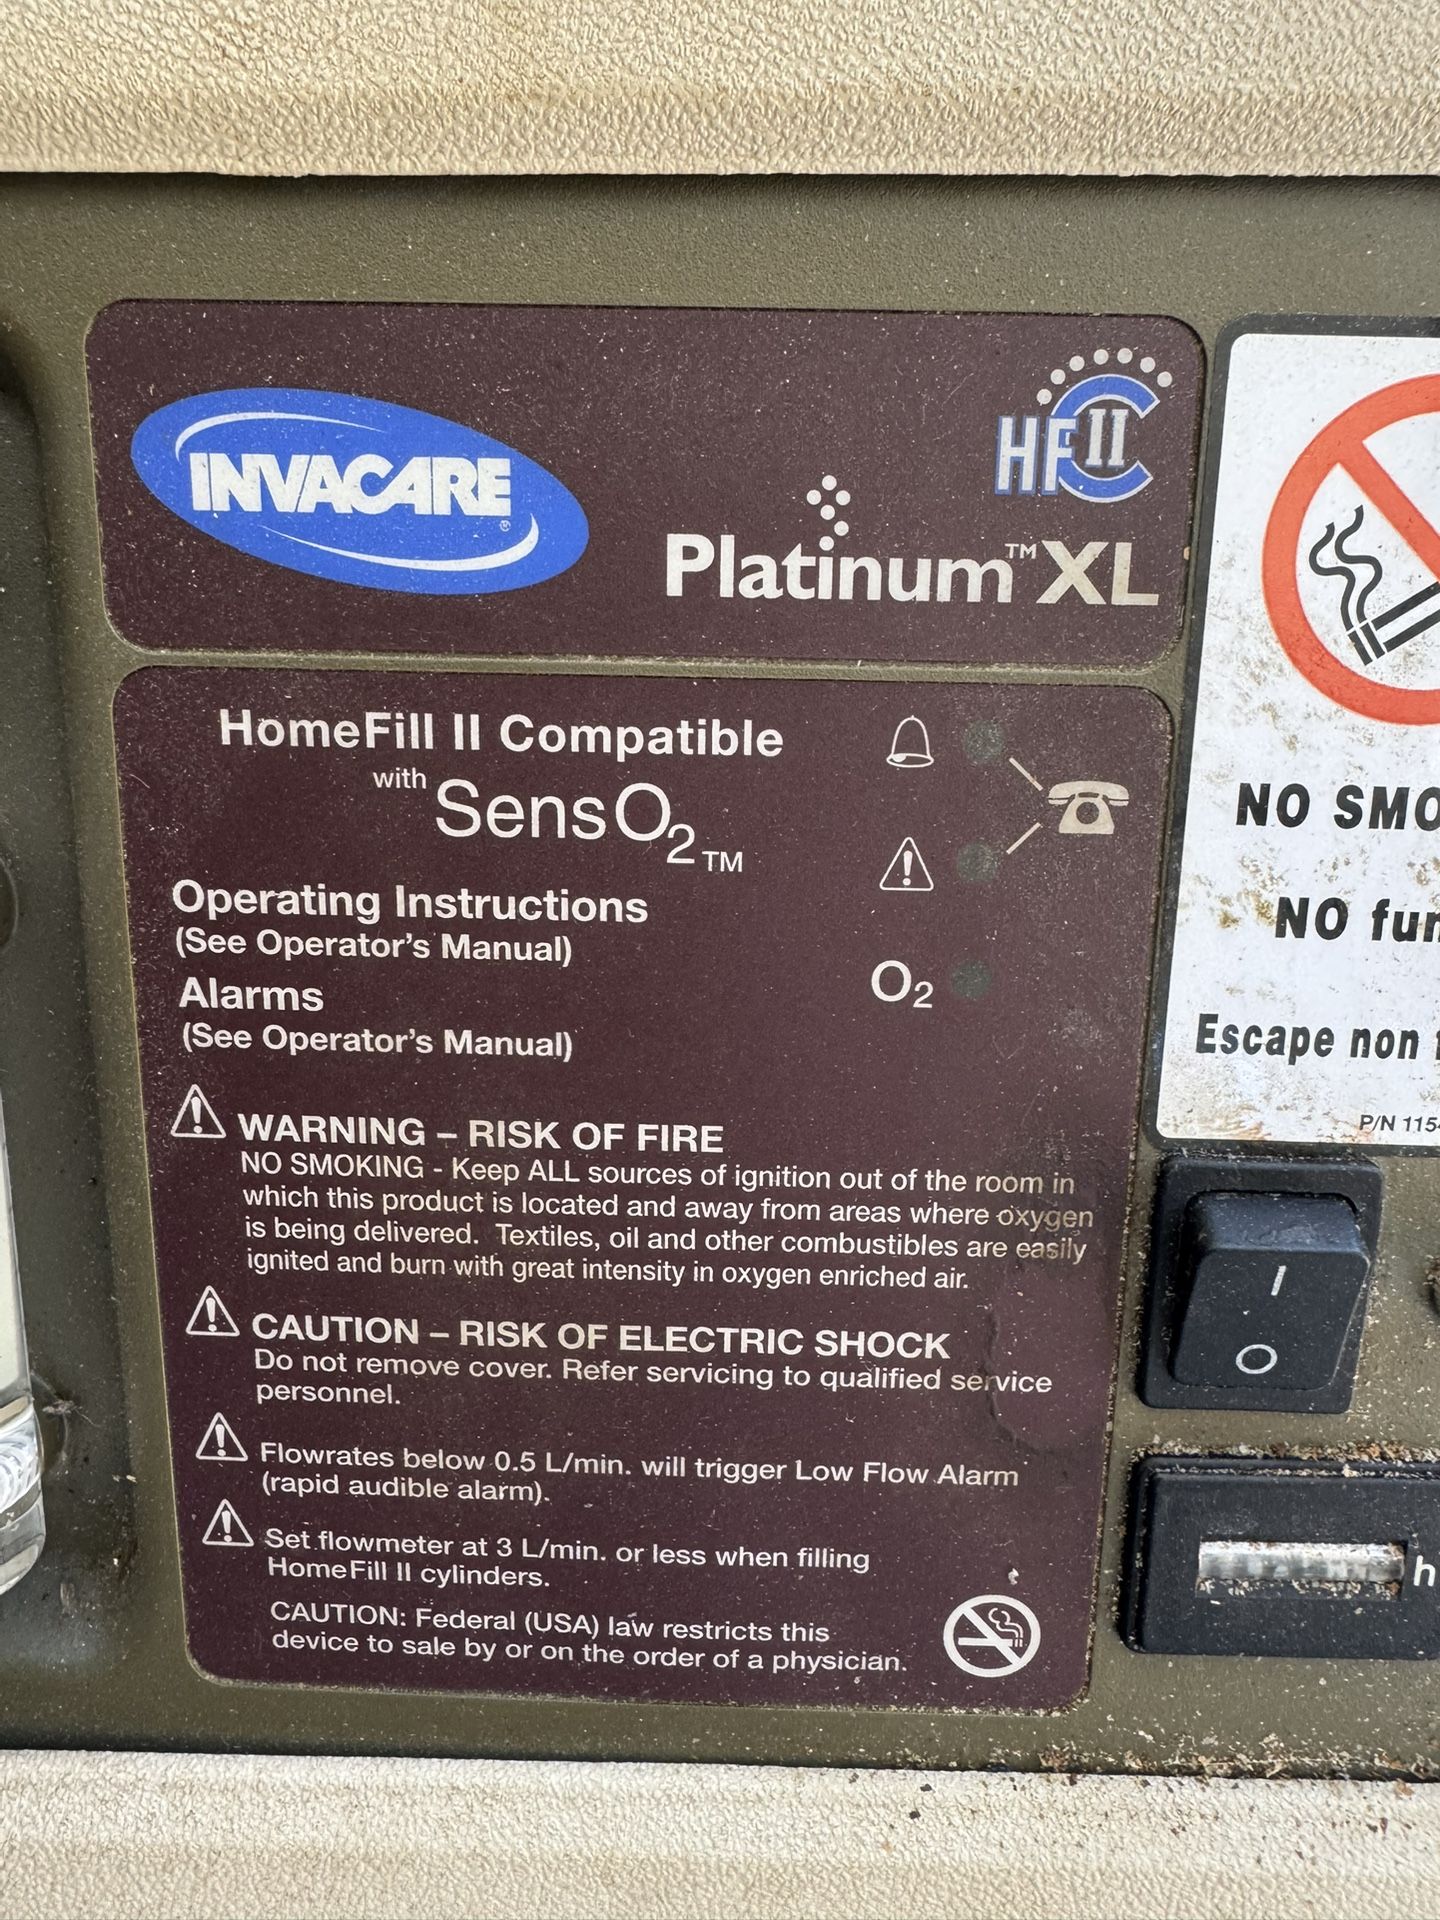 INVACARE
®
HFC II
Platinum™ XL
HomeFill II Compatible
with SensO2™
Operating Instructions
(See Operator's Manual)
Alarms
(See Operator's Manual)
O2
WARNING – RISK OF FIRE
NO SMOKING - Keep ALL sources of ignition out of the room in
which this product is located and away from areas where oxygen
is being delivered. Textiles, oil and other combustibles are easily
ignited and burn with great intensity in oxygen enriched air.
CAUTION – RISK OF ELECTRIC SHOCK
Do not remove cover. Refer servicing to qualified service
personnel.
Flowrates below 0.5 L/min. will trigger Low Flow Alarm
(rapid audible alarm).
Set flowmeter at 3 L/min. or less when filling
HomeFill II cylinders.
CAUTION: Federal (USA) law restricts this
device to sale by or on the order of a physician.
NO SMO
NO fu
Escape non
P/N 115
I
O
h